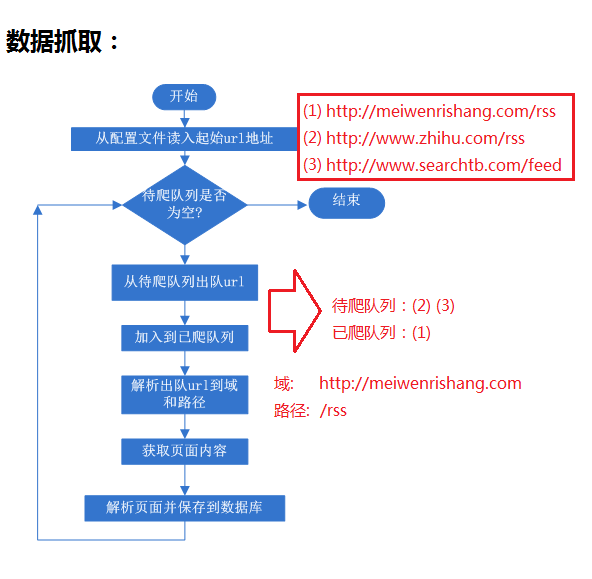 数据抓取：
开始
从配置文件读入起始url地址
(1) http://meiwenrishang.com/rss
(2) http://www.zhihu.com/rss
(3) http://www.searchtb.com/feed
待爬队列是否
为空?
结束
从待爬队列出队url
待爬队列：(2) (3)
已爬队列：(1)
加入到已爬队列
解析出队url到域
和路径
域: http://meiwenrishang.com
路径: /rss
获取页面内容
解析页面并保存到数据库